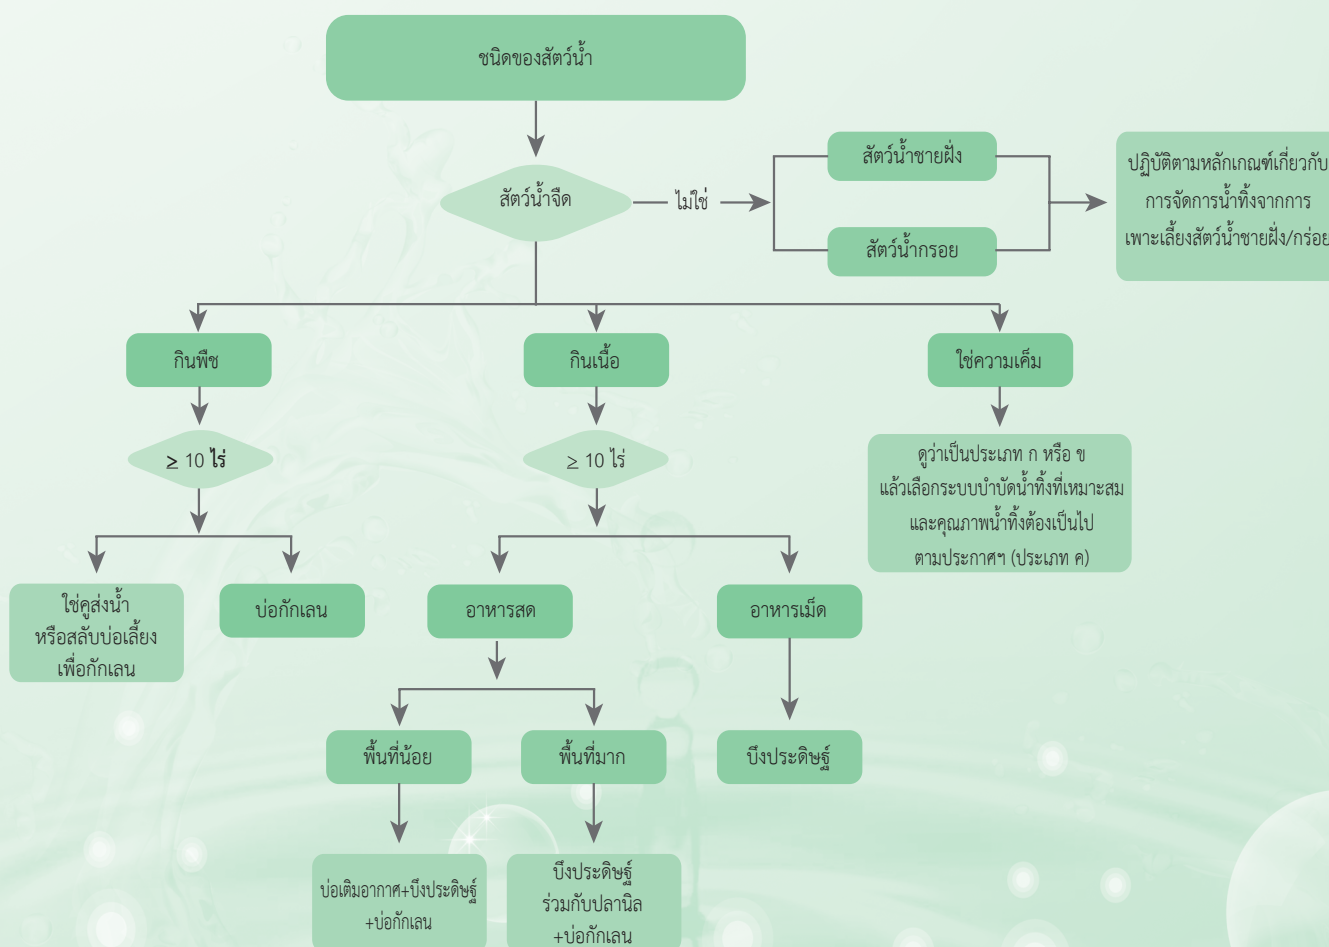 ชนิดของสัตว์น้ำ
สัตว์น้ำจืด
ไม่ใช่
สัตว์น้ำชายฝั่ง
สัตว์น้ำกรอย
ปฏิบัติตามหลักเกณฑ์เกี่ยวกับ
การจัดการน้ำทิ้งจากการ
เพาะเลี้ยงสัตว์น้ำชายฝั่ง/กร่อย
กินพืช
กินเนื้อ
ใช่ความเค็ม
≥ 10 ไร่
≥ 10 ไร่
ดูว่าเป็นประเภท ก หรือ ข
แล้วเลือกระบบบำบัดน้ำทิ้งที่เหมาะสม
และคุณภาพน้ำทิ้งต้องเป็นไป
ตามประกาศฯ (ประเภท ค)
ใช่คูส่งน้ำ
หรือสลับบ่อเลี้ยง
เพื่อกักเลน
บ่อกักเลน
อาหารสด
อาหารเม็ด
พื้นที่น้อย
พื้นที่มาก
บึงประดิษฐ์
บ่อเติมอากาศ+บึงประดิษฐ์
+บ่อกักเลน
บึงประดิษฐ์
ร่วมกับปลานิล
+บ่อกักเลน